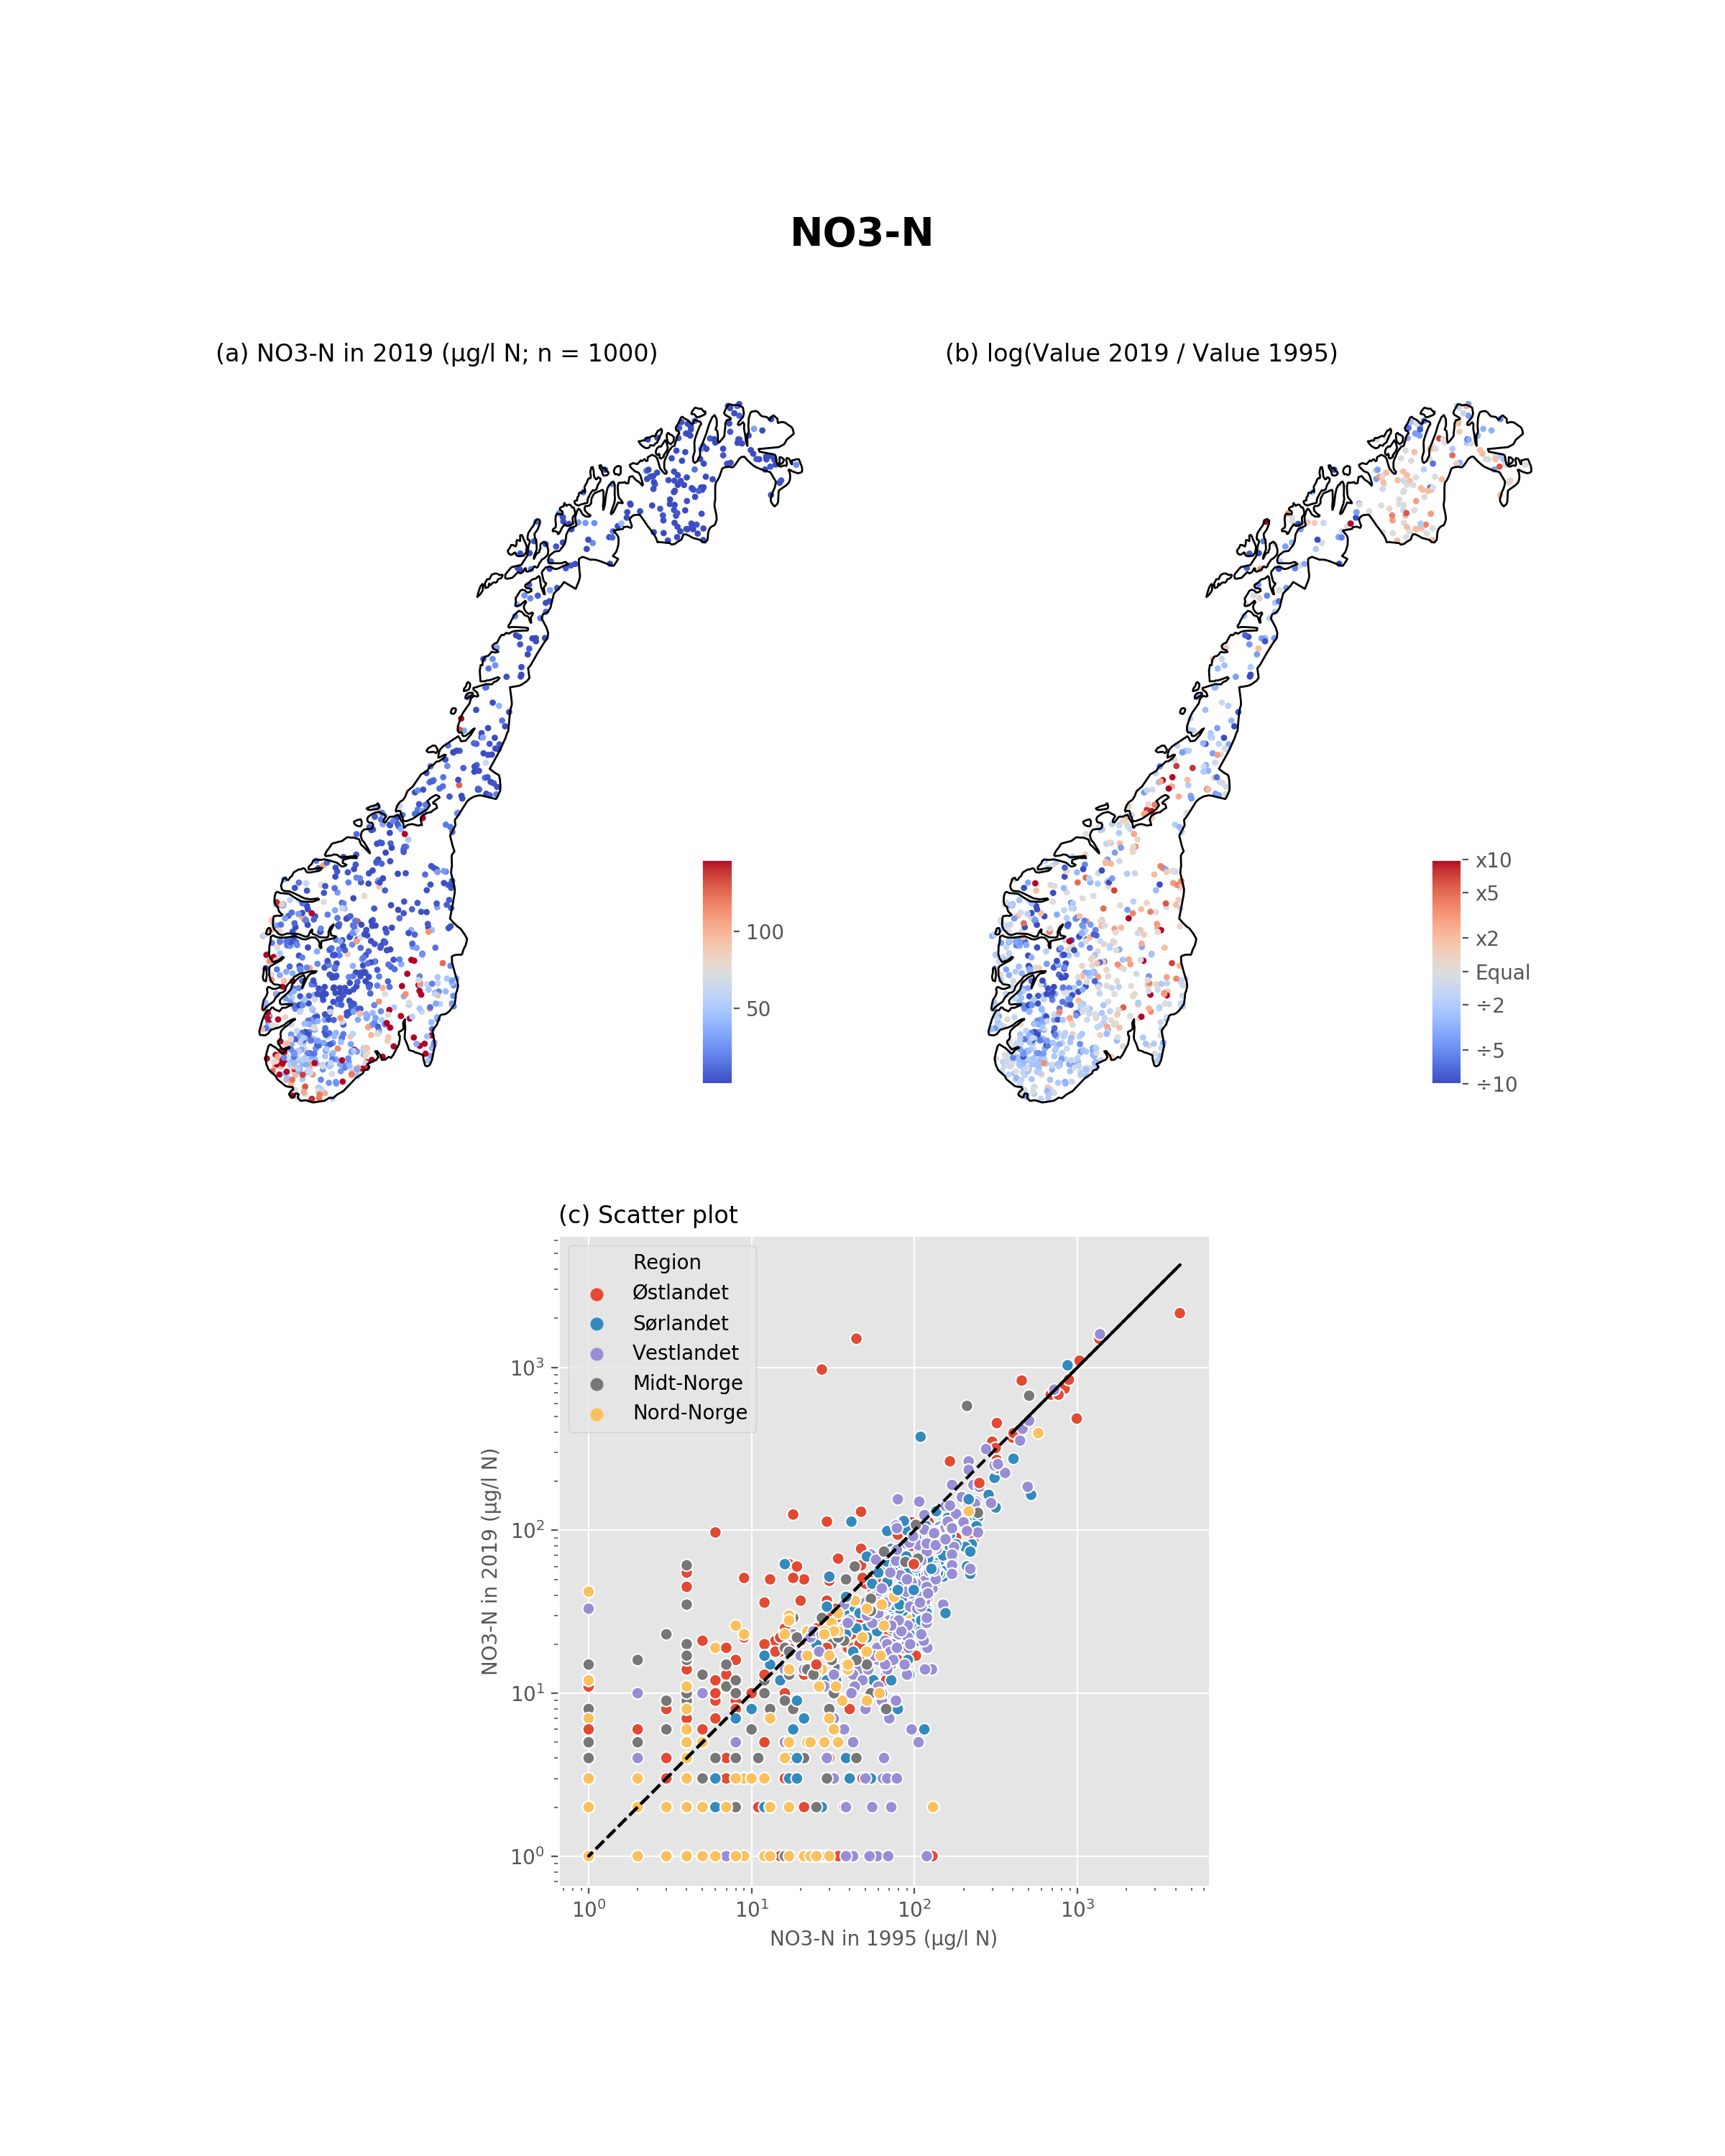 NO3-N
(a) NO3-N in 2019 (µg/l N; n = 1000)
(b) log(Value 2019 / Value 1995)
100
50
x10
x5
x2
Equal
÷2
÷5
÷10
(c) Scatter plot
Region
Østlandet
Sørlandet
Vestlandet
Midt-Norge
Nord-Norge
NO3-N in 2019 (µg/l N)
10³
10²
10¹
10⁰
10⁰ 10¹ 10² 10³
NO3-N in 1995 (µg/l N)